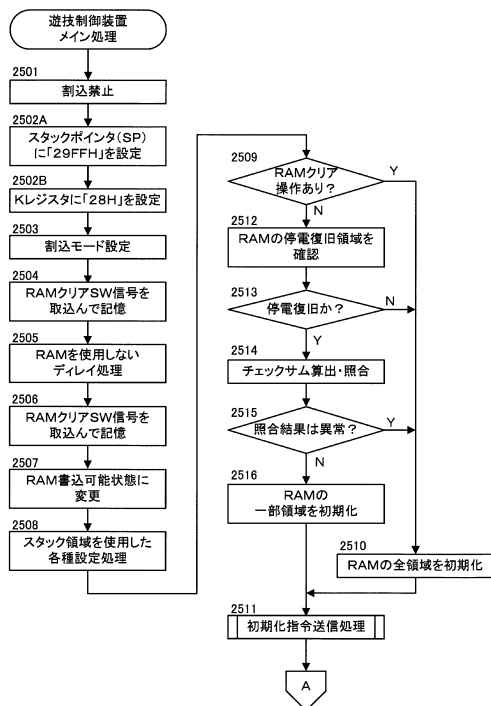 遊技制御装置
メイン処理
2501
割込禁止
2502A
スタックポインタ(SP)
に「29FFH」を設定
2502B
Kレジスタに「28H」を設定
2503
割込モード設定
2504
RAMクリアSW信号を
取込んで記憶
2505
RAMを使用しない
ディレイ処理
2506
RAMクリアSW信号を
取込んで記憶
2507
RAM書込可能状態に
変更
2508
スタック領域を使用した
各種設定処理
2509
RAMクリア
操作あり?
Y
N
2512
RAMの停電復旧領域を
確認
2513
停電復旧か?
N
Y
2514
チェックサム算出・照合
2515
照合結果は異常?
Y
N
2516
RAMの
一部領域を初期化
2510
RAMの全領域を初期化
2511
初期化指令送信処理
A